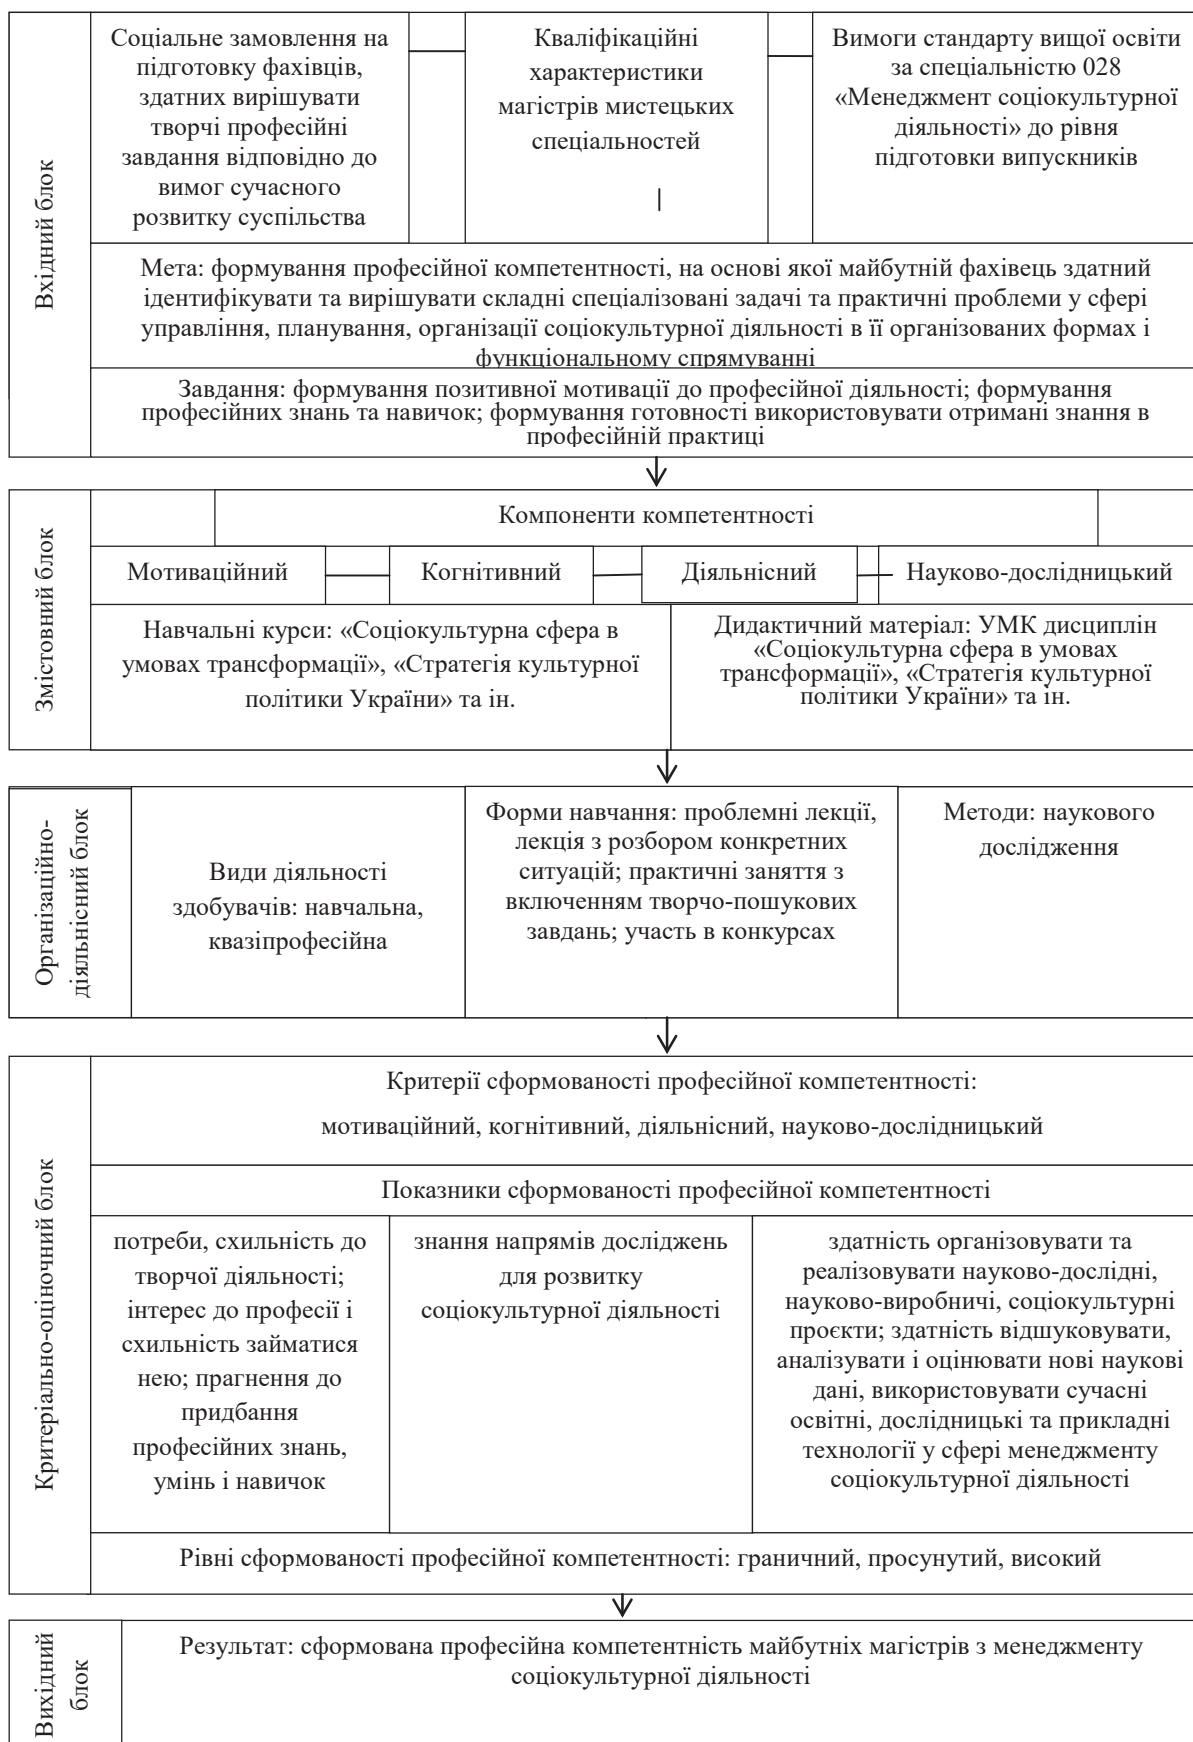 Вхідний блок
Соціальне замовлення на
підготовку фахівців,
здатних вирішувати
творчі професійні
завдання відповідно до
вимог сучасного
розвитку суспільства
Кваліфікаційні
характеристики
магістрів мистецьких
спеціальностей
Вимоги стандарту вищої освіти
за спеціальністю 028
«Менеджмент соціокультурної
діяльності» до рівня
підготовки випускників
Мета: формування професійної компетентності, на основі якої майбутній фахівець здатний
ідентифікувати та вирішувати складні спеціалізовані задачі та практичні проблеми у сфері
управління, планування, організації соціокультурної діяльності в її організованих формах і
функціональному спрямуванні
Завдання: формування позитивної мотивації до професійної діяльності; формування
професійних знань та навичок; формування готовності використовувати отримані знання в
професійній практиці
Змістовний блок
Компоненти компетентності
Мотиваційний
Когнітивний
Діяльнісний
Науково-дослідницький
Навчальні курси: «Соціокультурна сфера в
умовах трансформації», «Стратегія культурної
політики України» та ін.
Дидактичний матеріал: УМК дисциплін
«Соціокультурна сфера в умовах
трансформації», «Стратегія культурної
політики України» та ін.
Організаційно-
діяльнісний блок
Види діяльності
здобувачів: навчальна,
квазіпрофесійна
Форми навчання: проблемні лекції,
лекція з розбором конкретних
ситуацій; практичні заняття з
включенням творчо-пошукових
завдань; участь в конкурсах
Методи: наукового
дослідження
Критеріально-оціночний блок
Критерії сформованості професійної компетентності:
мотиваційний, когнітивний, діяльнісний, науково-дослідницький
Показники сформованості професійної компетентності
потреби, схильність до
творчої діяльності;
інтерес до професії і
схильність займатися
нею; прагнення до
придбання
професійних знань,
умінь і навичок
знання напрямів досліджень
для розвитку
соціокультурної діяльності
здатність організовувати та
реалізовувати науково-дослідні,
науково-виробничі, соціокультурні
проєкти; здатність відшуковувати,
аналізувати і оцінювати нові наукові
дані, використовувати сучасні
освітні, дослідницькі та прикладні
технології у сфері менеджменту
соціокультурної діяльності
Рівні сформованості професійної компетентності: граничний, просунутий, високий
Вихідний
блок
Результат: сформована професійна компетентність майбутніх магістрів з менеджменту
соціокультурної діяльності